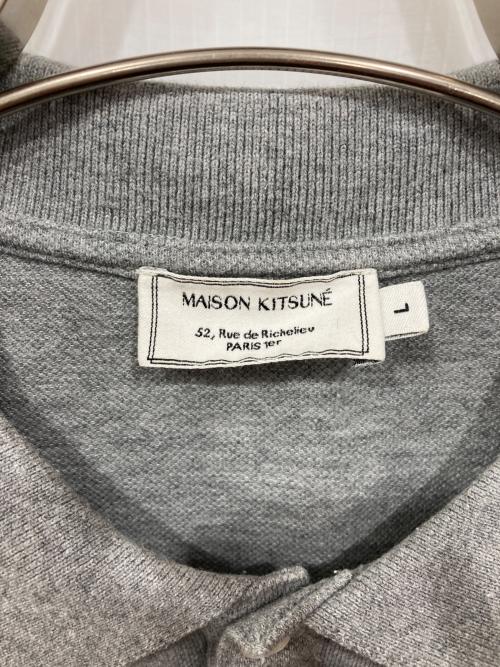 MAISON KITSUNÉ
52, Rue de Richelieu
PARIS 1er
L